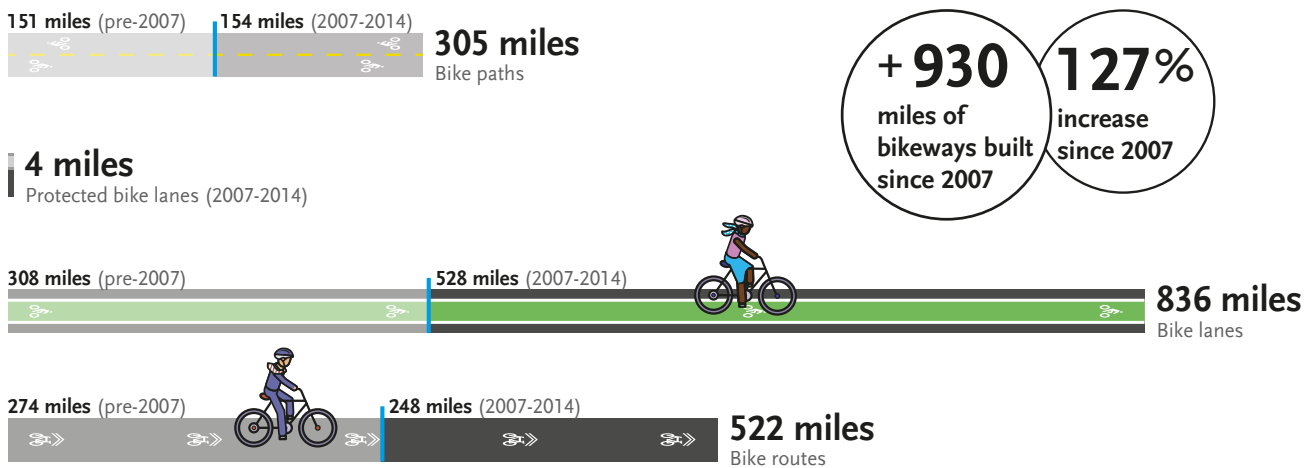 151 miles (pre-2007) 154 miles (2007-2014)
305 miles
Bike paths
+ 930
miles of
bikeways built
since 2007
127%
increase
since 2007
4 miles
Protected bike lanes (2007-2014)
308 miles (pre-2007) 528 miles (2007-2014)
836 miles
Bike lanes
274 miles (pre-2007) 248 miles (2007-2014)
522 miles
Bike routes